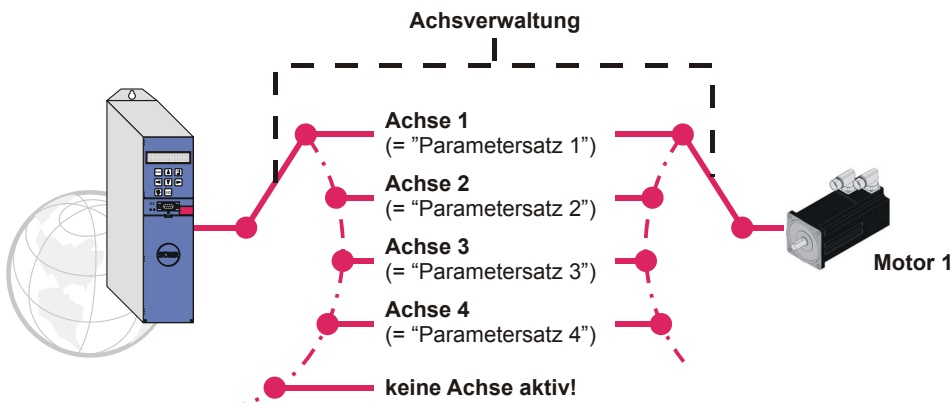 Achsverwaltung
Achse 1
(= ”Parametersatz 1”)
Achse 2
(= ”Parametersatz 2”)
Achse 3
(= ”Parametersatz 3”)
Achse 4
(= ”Parametersatz 4”)
keine Achse aktiv!
Motor 1